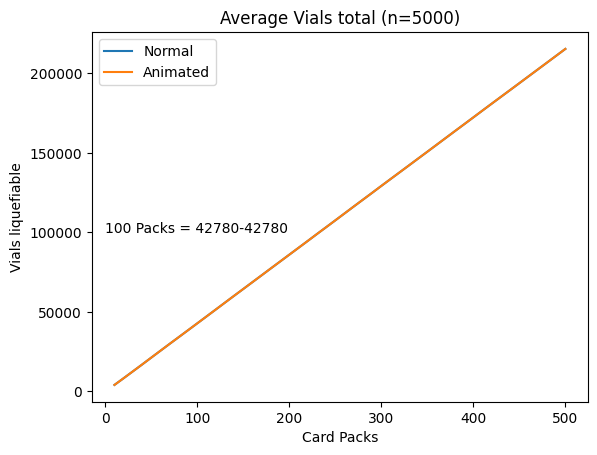 Average Vials total (n=5000)
Normal
Animated
200000
150000
100000
50000
0
Vials liquefiable
100 Packs = 42780-42780
0 100 200 300 400 500
Card Packs